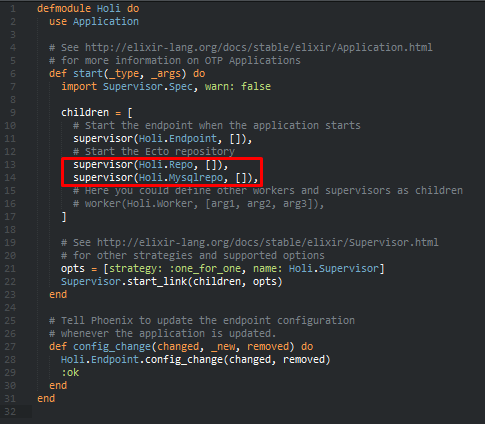 1 defmodule Holi do
2 use Application
3
4 # See http://elixir-lang.org/docs/stable/elixir/Application.html
5 # for more information on OTP Applications
6 def start(_type, _args) do
7 import Supervisor.Spec, warn: false
8
9 children = [
10 # Start the endpoint when the application starts
11 supervisor(Holi.Endpoint, []),
12 # Start the Ecto repository
13 supervisor(Holi.Repo, []),
14 supervisor(Holi.Mysqlrepo, []),
15 # Here you could define other workers and supervisors as children
16 # worker(Holi.Worker, [arg1, arg2, arg3]),
17 ]
18
19 # See http://elixir-lang.org/docs/stable/elixir/Supervisor.html
20 # for other strategies and supported options
21 opts = [strategy: :one_for_one, name: Holi.Supervisor]
22 Supervisor.start_link(children, opts)
23 end
24
25 # Tell Phoenix to update the endpoint configuration
26 # whenever the application is updated.
27 def config_change(changed, _new, removed) do
28 Holi.Endpoint.config_change(changed, removed)
29 :ok
30 end
31 end
32